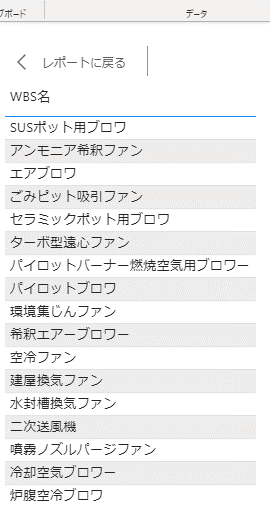 プボード
データ
レポートに戻る
WBS名
SUSポット用ブロワ
アンモニア希釈ファン
エアブロワ
ごみピット吸引ファン
セラミックポット用ブロワ
ターボ型遠心ファン
パイロットバーナー燃焼空気用ブロワー
パイロットブロワ
環境集じんファン
希釈エアーブロワー
空冷ファン
建屋換気ファン
水封槽換気ファン
二次送風機
噴霧ノズルパージファン
冷却空気ブロワー
炉腹空冷ブロワ